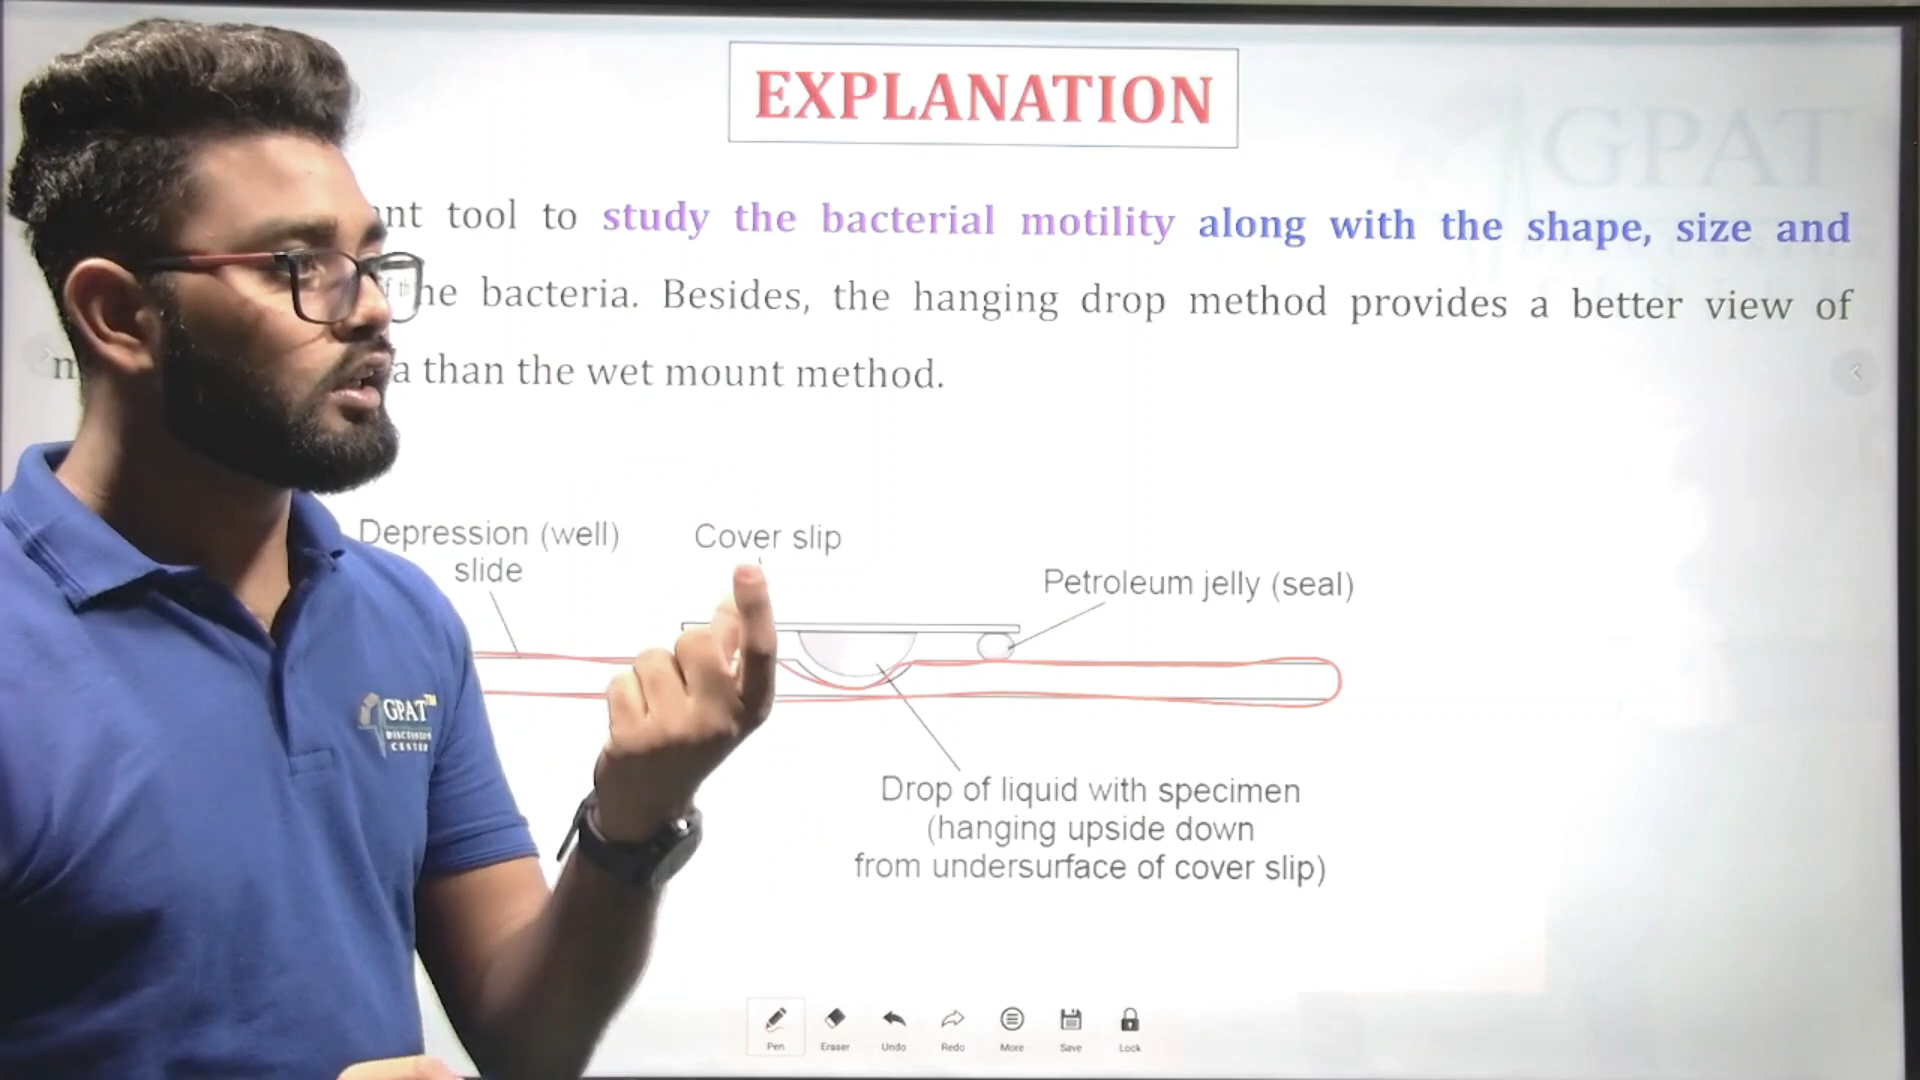 EXPLANATION
GPAT
tool to study the bacterial motility along with the shape, size and
bacteria. Besides, the hanging drop method provides a better view of
than the wet mount method.
Depression (well)
slide
Cover slip
Petroleum jelly (seal)
Drop of liquid with specimen
(hanging upside down
from undersurface of cover slip)
GPAT™
DISCUSSION
CENTER
Pen Eraser Undo Redo More Save Lock